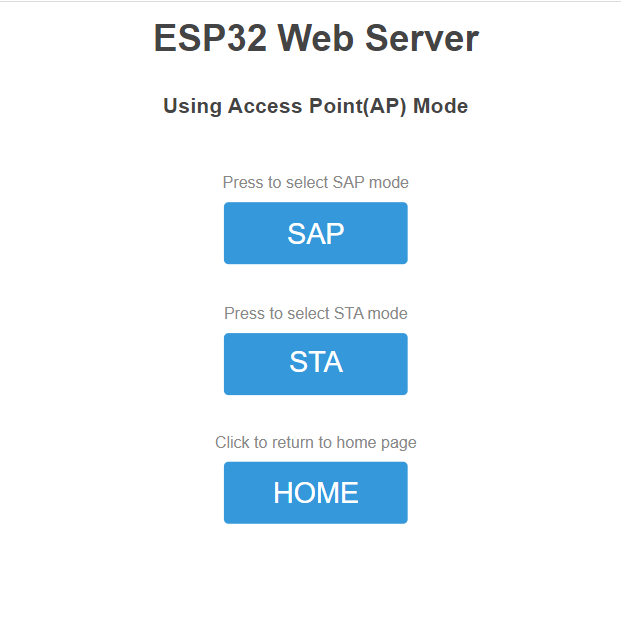 ESP32 Web Server
Using Access Point(AP) Mode
Press to select SAP mode
SAP
Press to select STA mode
STA
Click to return to home page
HOME